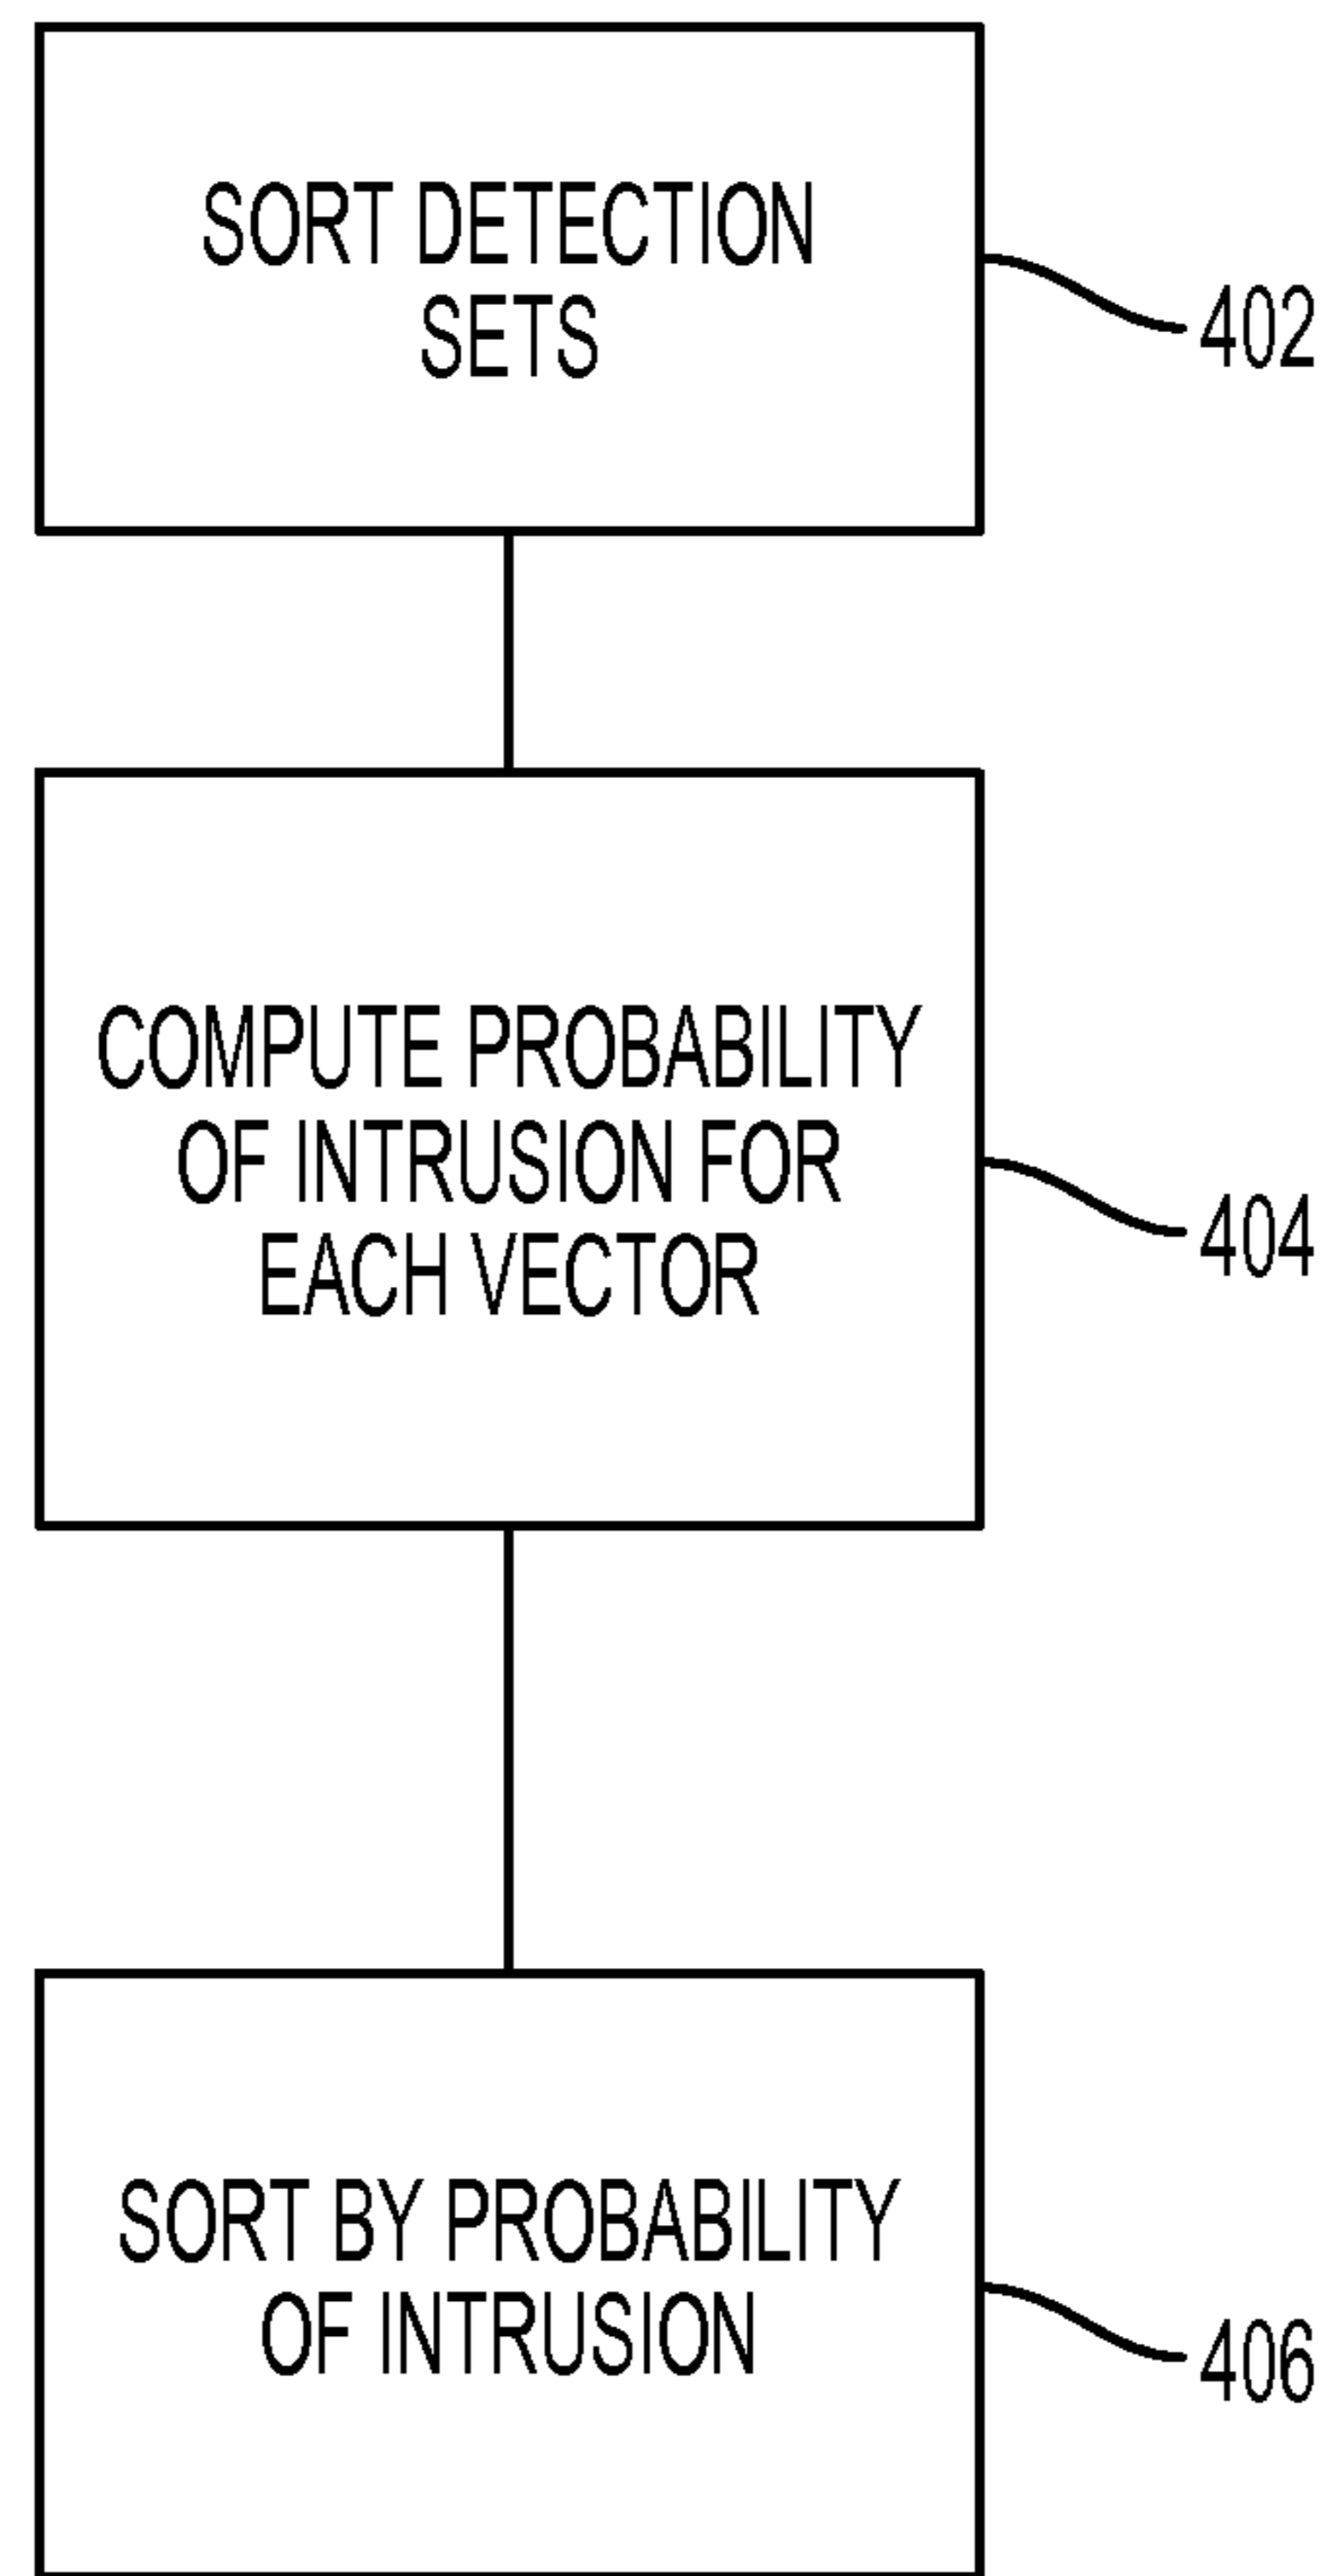 SORT DETECTION
SETS
402
COMPUTE PROBABILITY
OF INTRUSION FOR
EACH VECTOR
404
SORT BY PROBABILITY
OF INTRUSION
406